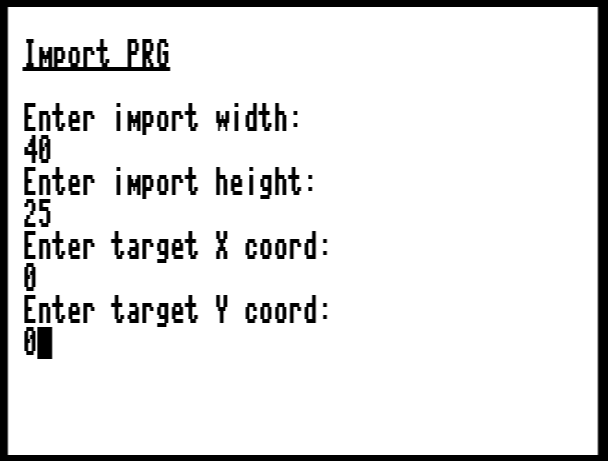 Import PRG
Enter import width:
40
Enter import height:
25
Enter target X coord:
0
Enter target Y coord:
0